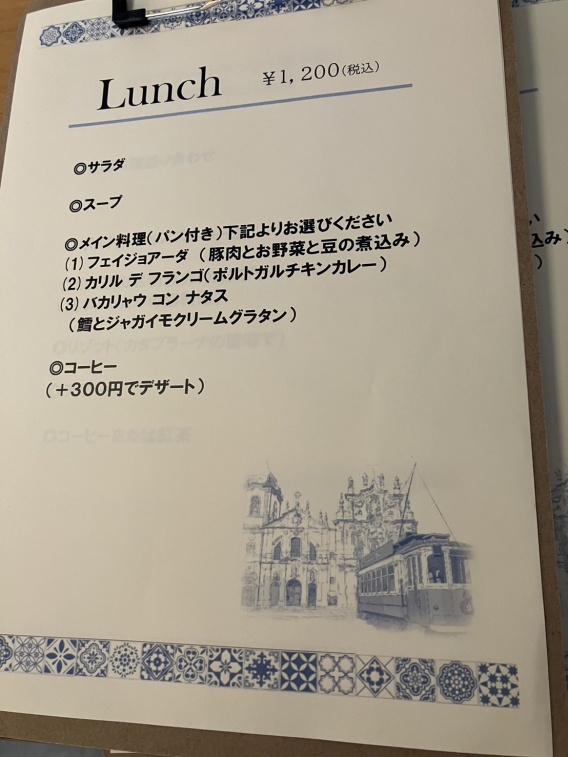 Lunch ￥1,200(税込)
◎サラダ
◎スープ
◎メイン料理(パン付き)下記よりお選びください
(1)フェイジョアーダ (豚肉とお野菜と豆の煮込み)
(2)カリル デ フランゴ(ポルトガルチキンカレー)
(3)バカリャウ コン ナタス
(鱈とジャガイモクリームグラタン)
◎コーヒー
(+300円でデザート)